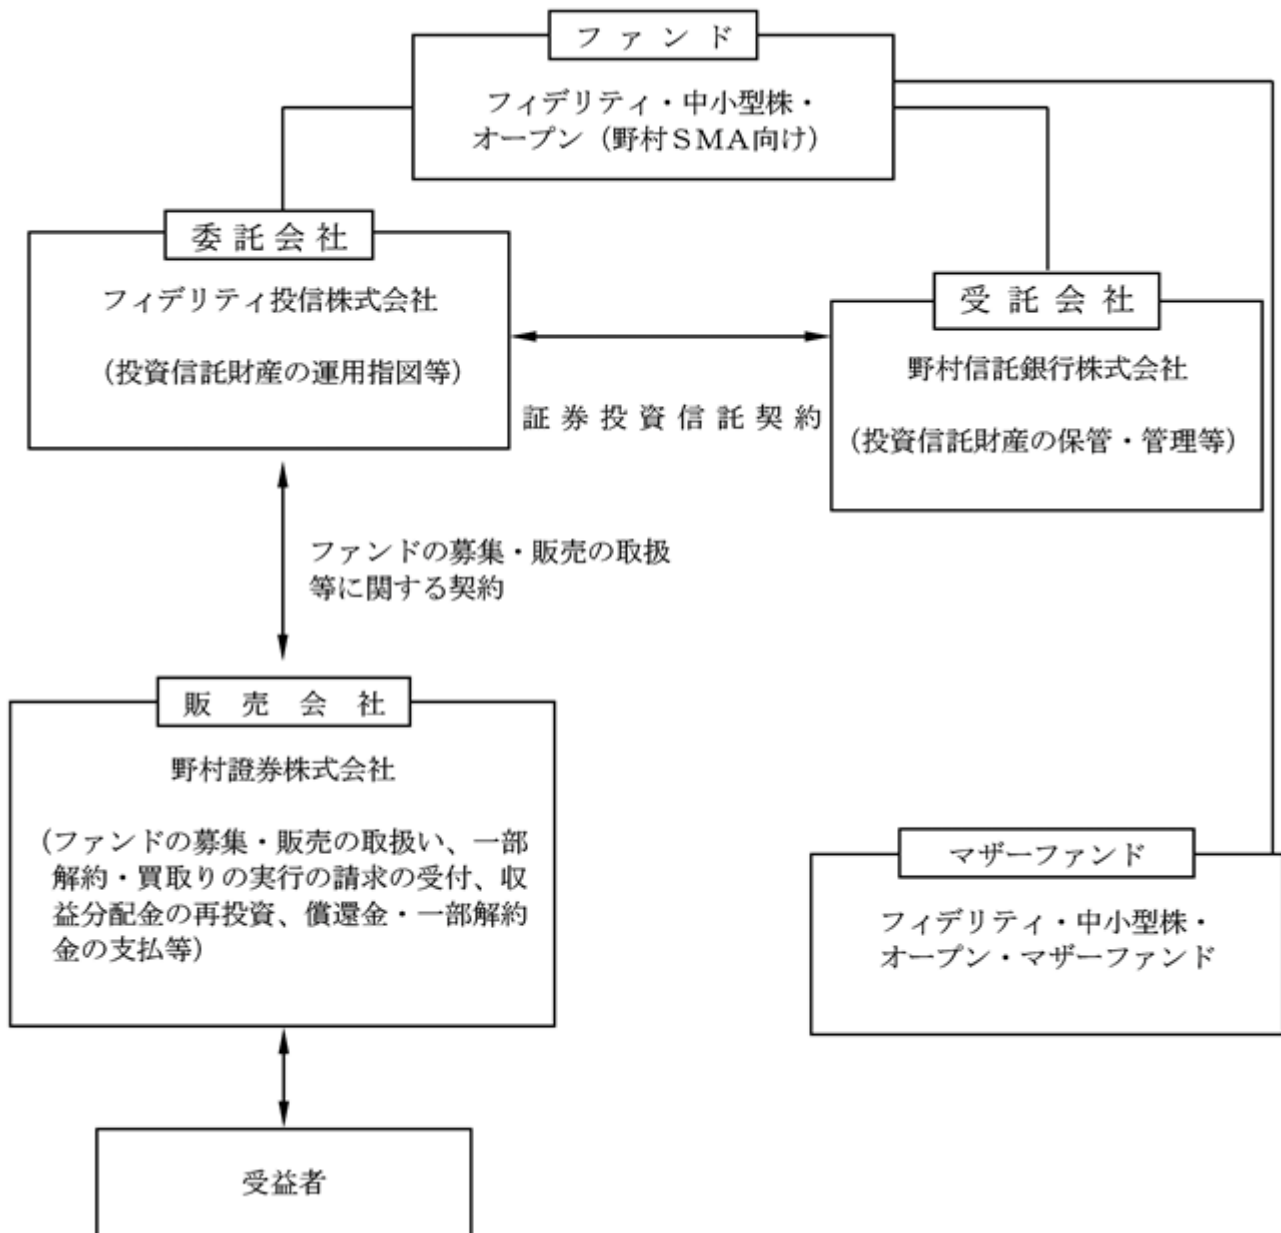 ファンド
フィデリティ・中小型株・
オープン（野村ＳＭＡ向け）
委託会社
フィデリティ投信株式会社
（投資信託財産の運用指図等）
証券投資信託契約
受託会社
野村信託銀行株式会社
（投資信託財産の保管・管理等）
ファンドの募集・販売の取扱
等に関する契約
販売会社
野村證券株式会社
（ファンドの募集・販売の取扱い、一部
解約・買取りの実行の請求の受付、収
益分配金の再投資、償還金・一部解約
金の支払等）
マザーファンド
フィデリティ・中小型株・
オープン・マザーファンド
受益者